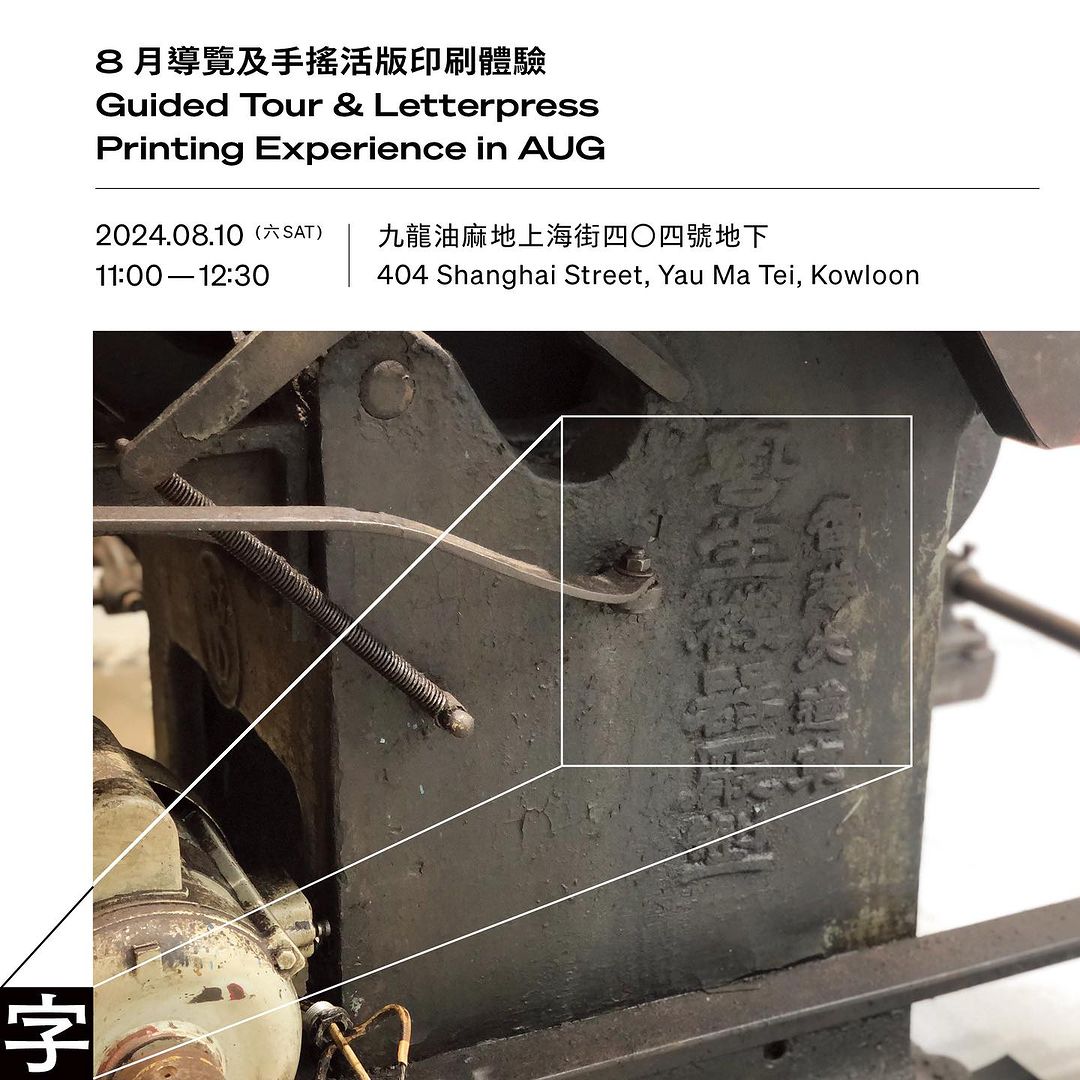 8 月導覽及手搖活版印刷體驗
Guided Tour & Letterpress
Printing Experience in AUG
2024.08.10 (六 SAT)
11:00 — 12:30
九龍油麻地上海街四〇四號地下
404 Shanghai Street, Yau Ma Tei, Kowloon
字